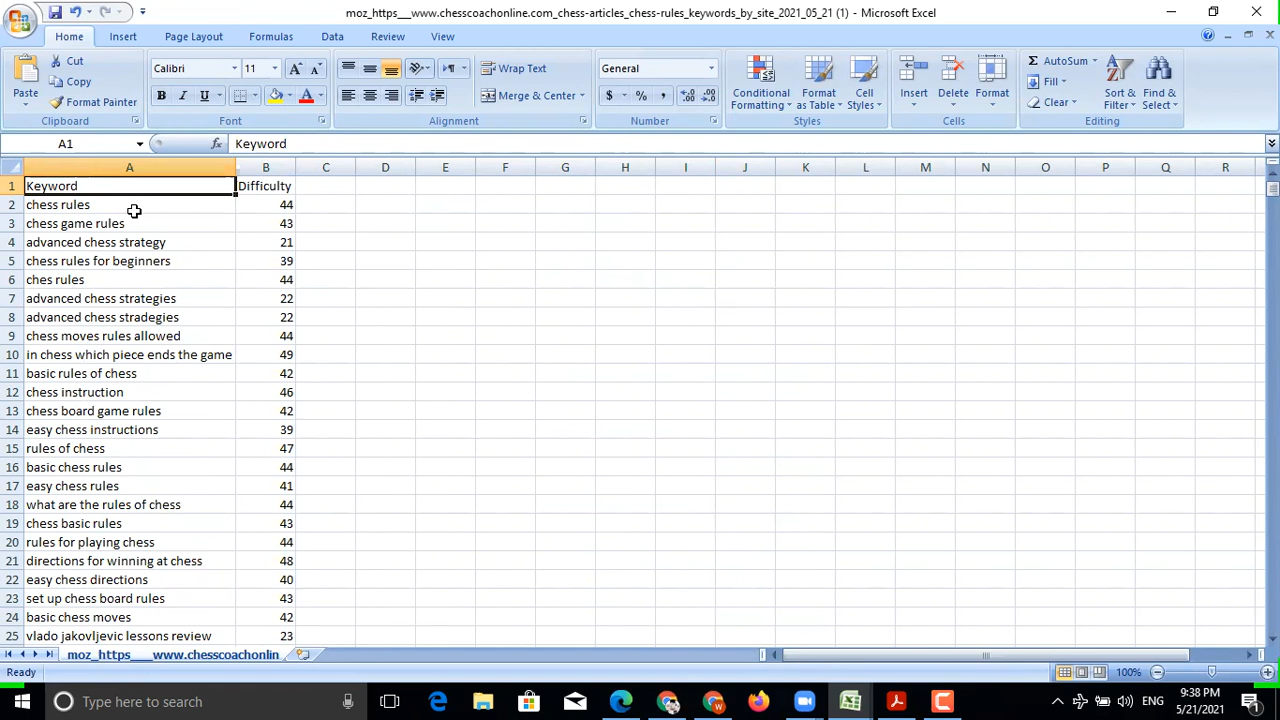 moz_https___www.chesscoachonline.com_chess-articles_chess-rules_keywords_by_site_2021_05_21 (1) - Microsoft Excel
Home Insert Page Layout Formulas Data Review View
Paste
Cut
Copy
Format Painter
Clipboard
Calibri 11
B I U
Font
Wrap Text
Merge & Center
Alignment
General
$ % ,
Number
Conditional Formatting
Format as Table
Cell Styles
Styles
Insert Delete Format
Cells
AutoSum
Fill
Clear
Sort & Filter
Find & Select
Editing
A1 fx Keyword
A B C D E F G H I J K L M N O P Q R
1 Keyword Difficulty
2 chess rules 44
3 chess game rules 43
4 advanced chess strategy 21
5 chess rules for beginners 39
6 ches rules 44
7 advanced chess strategies 22
8 advanced chess stradegies 22
9 chess moves rules allowed 44
10 in chess which piece ends the game 49
11 basic rules of chess 42
12 chess instruction 46
13 chess board game rules 42
14 easy chess instructions 39
15 rules of chess 47
16 basic chess rules 44
17 easy chess rules 41
18 what are the rules of chess 44
19 chess basic rules 43
20 rules for playing chess 44
21 directions for winning at chess 48
22 easy chess directions 40
23 set up chess board rules 43
24 basic chess moves 42
25 vlado jakovljevic lessons review 23
moz_https___www.chesscoachonlin
Ready 100%
Type here to search
ENG
9:38 PM
5/21/2021